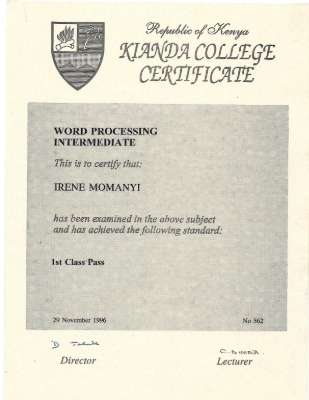 Republic of Kenya
KIANDA COLLEGE
CERTIFICATE
WORD PROCESSING
INTERMEDIATE
This is to certify that:
IRENE MOMANYI
has been examined in the above subject
and has achieved the following standard:
1st Class Pass
29 November 1996
No 562
Director
Lecturer